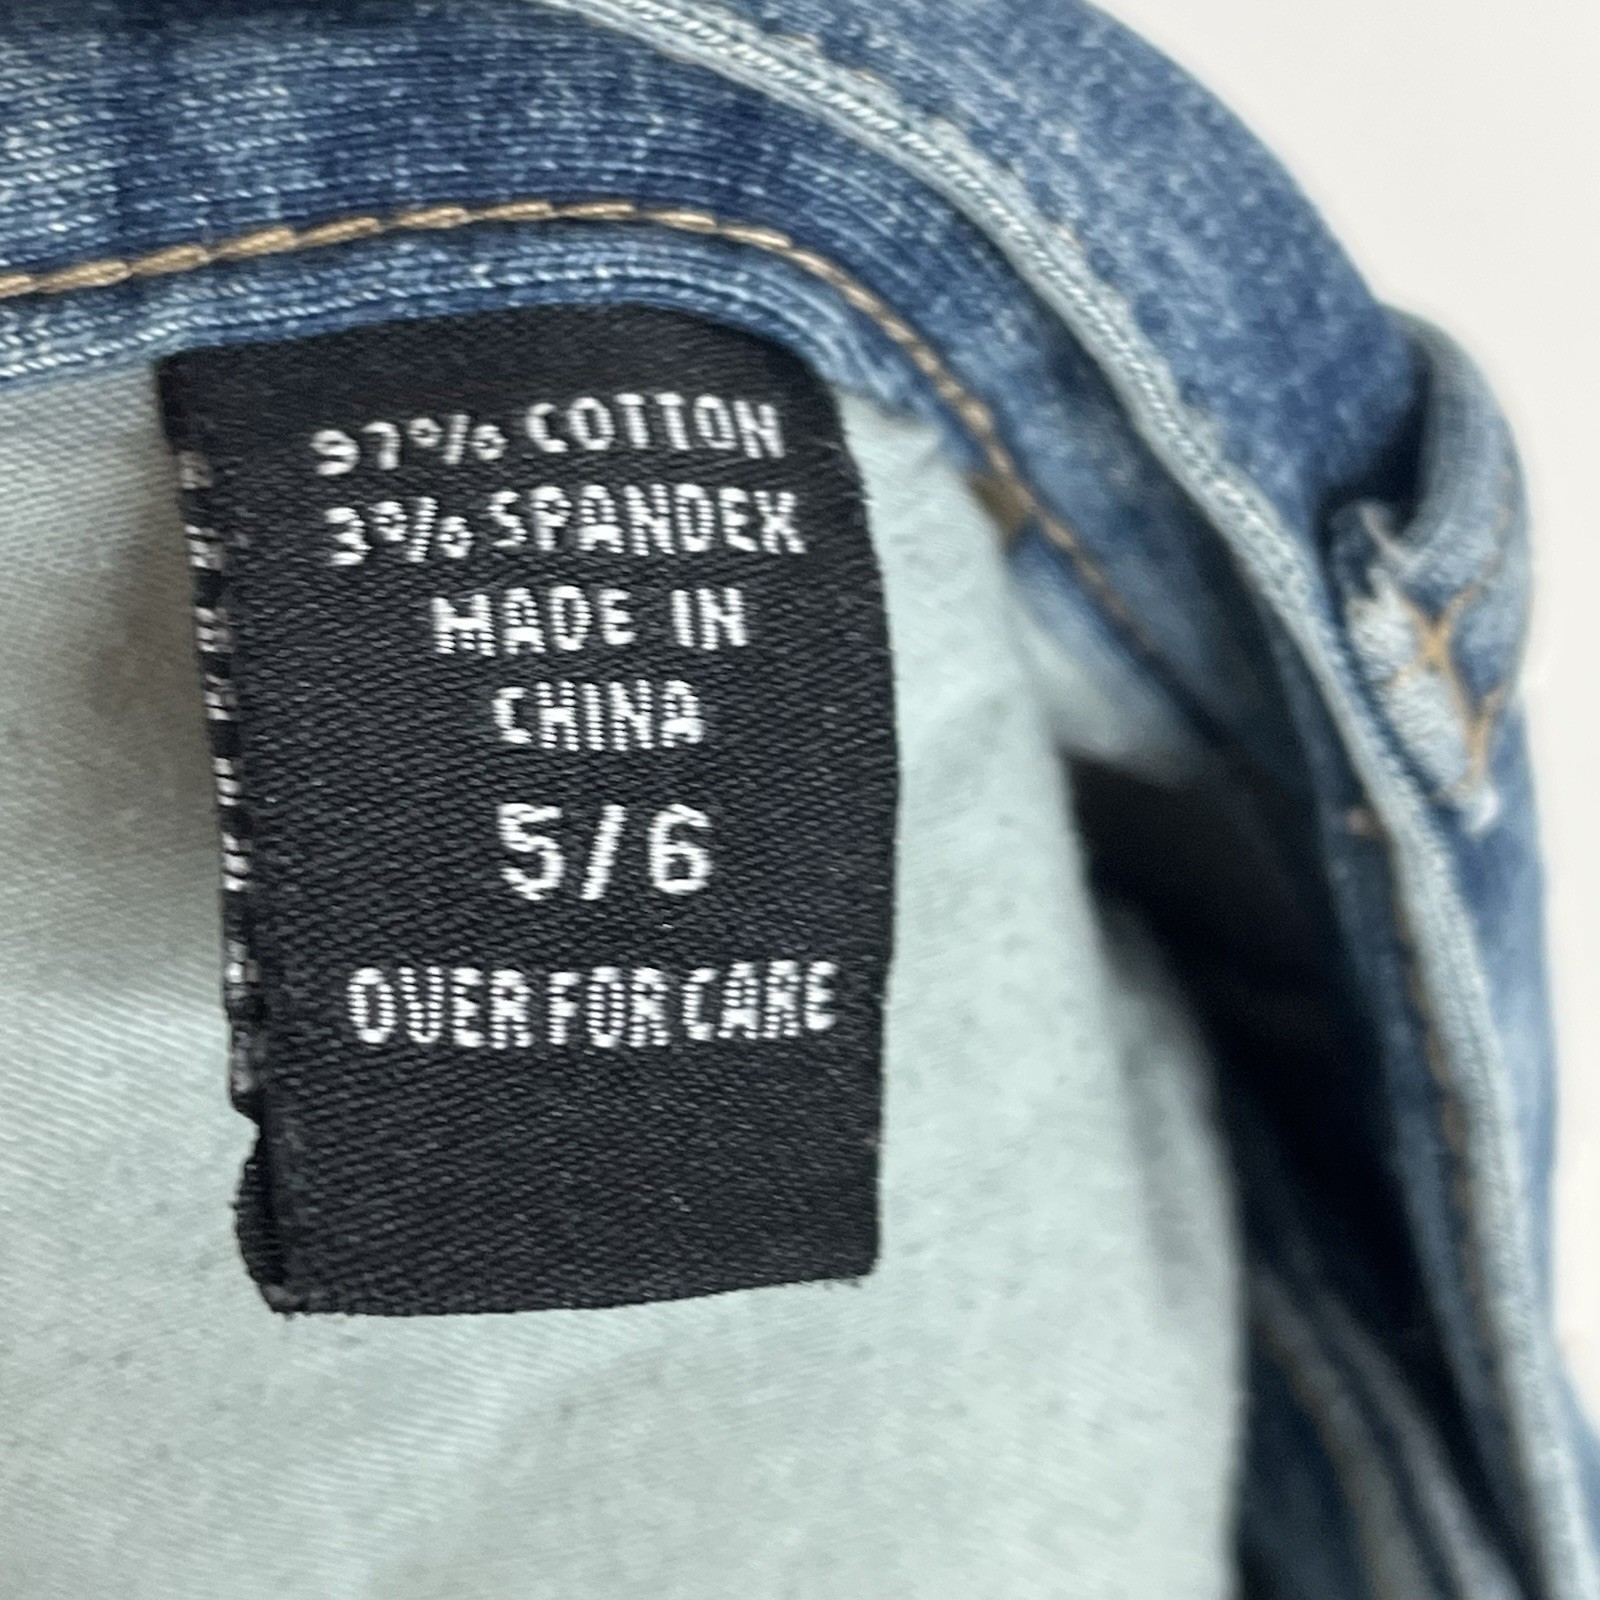 97% COTTON
3% SPANDEX
MADE IN
CHINA
5/6
OVER FOR CARE